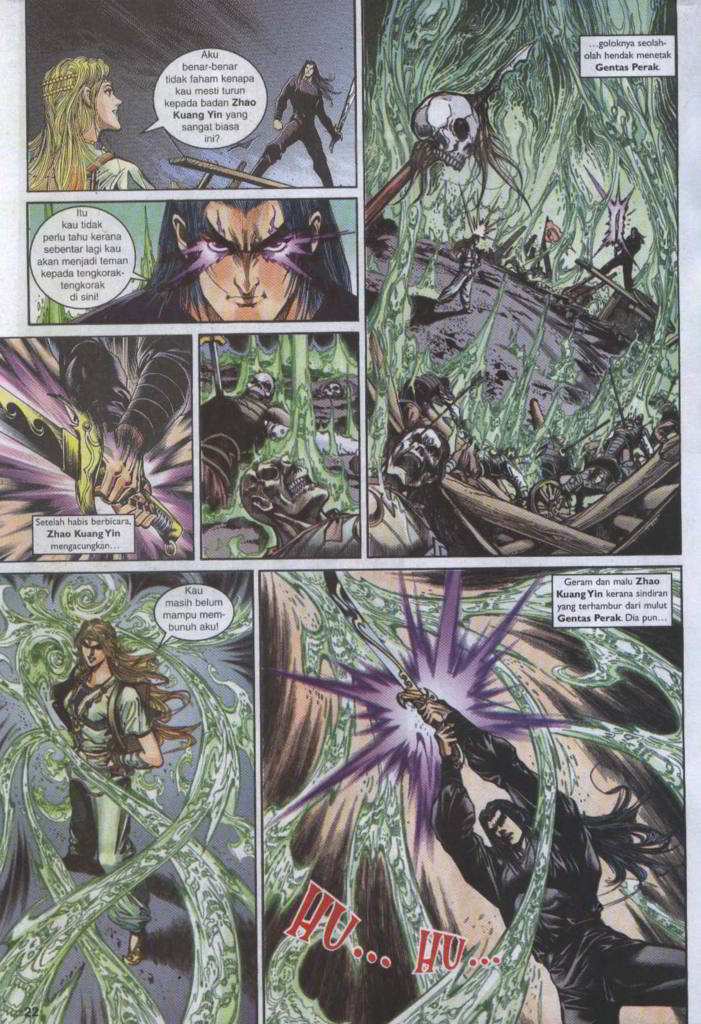 Aku
benar-benar
tidak faham kenapa
kau mesti turun
kepada badan Zhao
Kuang Yin yang
sangat biasa
ini?
...goloknya seolah-
olah hendak menetak
Gentas Perak.
Itu
kau tidak
perlu tahu kerana
sebentar lagi kau
akan menjadi teman
kepada tengkorak-
tengkorak
di sini!
Setelah habis berbicara,
Zhao Kuang Yin
mengacungkan...
Kau
masih belum
mampu mem-
bunuh aku!
Geram dan malu Zhao
Kuang Yin kerana sindiran
yang terhambur dari mulut
Gentas Perak. Dia pun...
HU... HU...
22